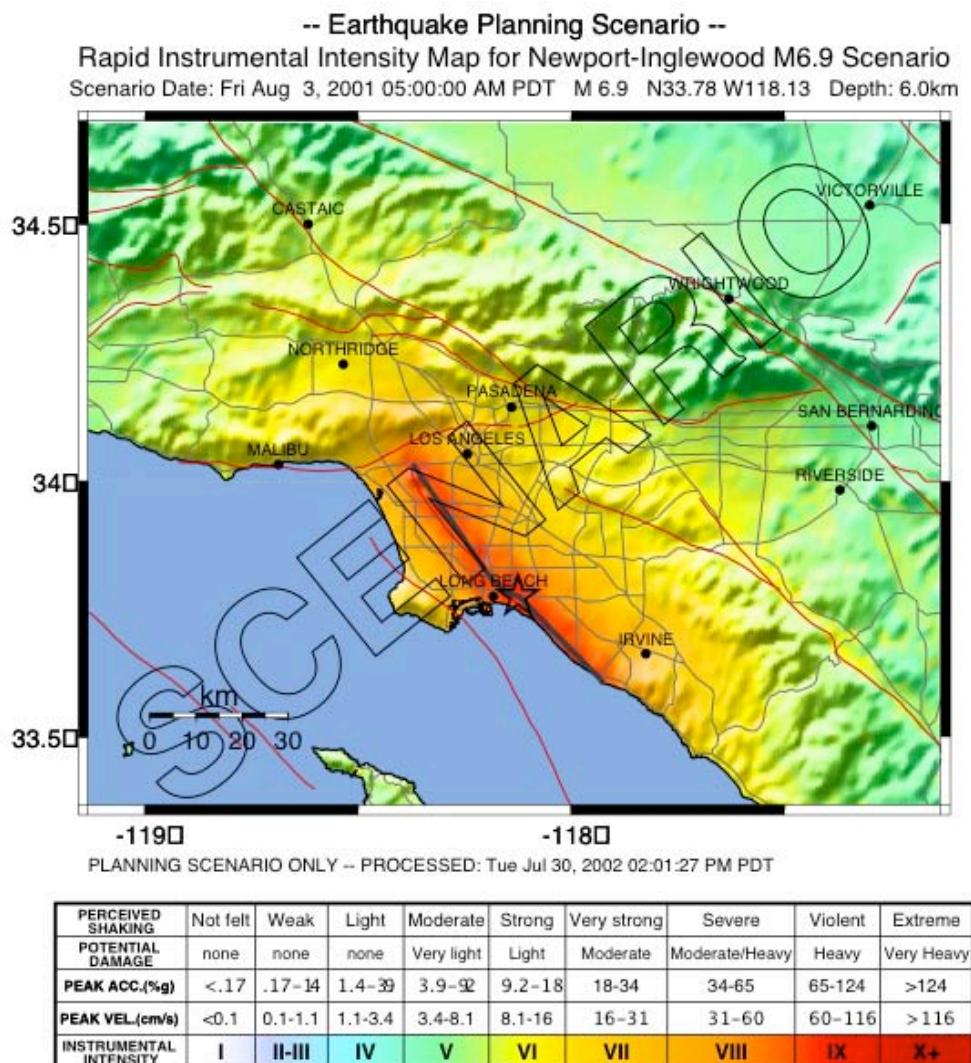 -- Earthquake Planning Scenario --
Rapid Instrumental Intensity Map for Newport-Inglewood M6.9 Scenario
Scenario Date: Fri Aug 3, 2001 05:00:00 AM PDT M 6.9 N33.78 W118.13 Depth: 6.0km
VICTORVILLE
CASTAIC
34.5
WRIGHTWOOD
NORTHRIDGE
PASADENA
SAN BERNARDINO
LOS ANGELES
MALIBU
34
RIVERSIDE
SCENARIO
LONG BEACH
IRVINE
km
0 10 20 30
33.5
-119 -118
PLANNING SCENARIO ONLY -- PROCESSED: Tue Jul 30, 2002 02:01:27 PM PDT
PERCEIVED SHAKING Not felt Weak Light Moderate Strong Very strong Severe Violent Extreme
POTENTIAL DAMAGE none none none Very light Light Moderate Moderate/Heavy Heavy Very Heavy
PEAK ACC.(%g) <.17 .17-14 1.4-39 3.9-92 9.2-18 18-34 34-65 65-124 >124
PEAK VEL.(cm/s) <0.1 0.1-1.1 1.1-3.4 3.4-8.1 8.1-16 16-31 31-60 60-116 >116
INSTRUMENTAL INTENSITY I II-III IV V VI VII VIII IX X+